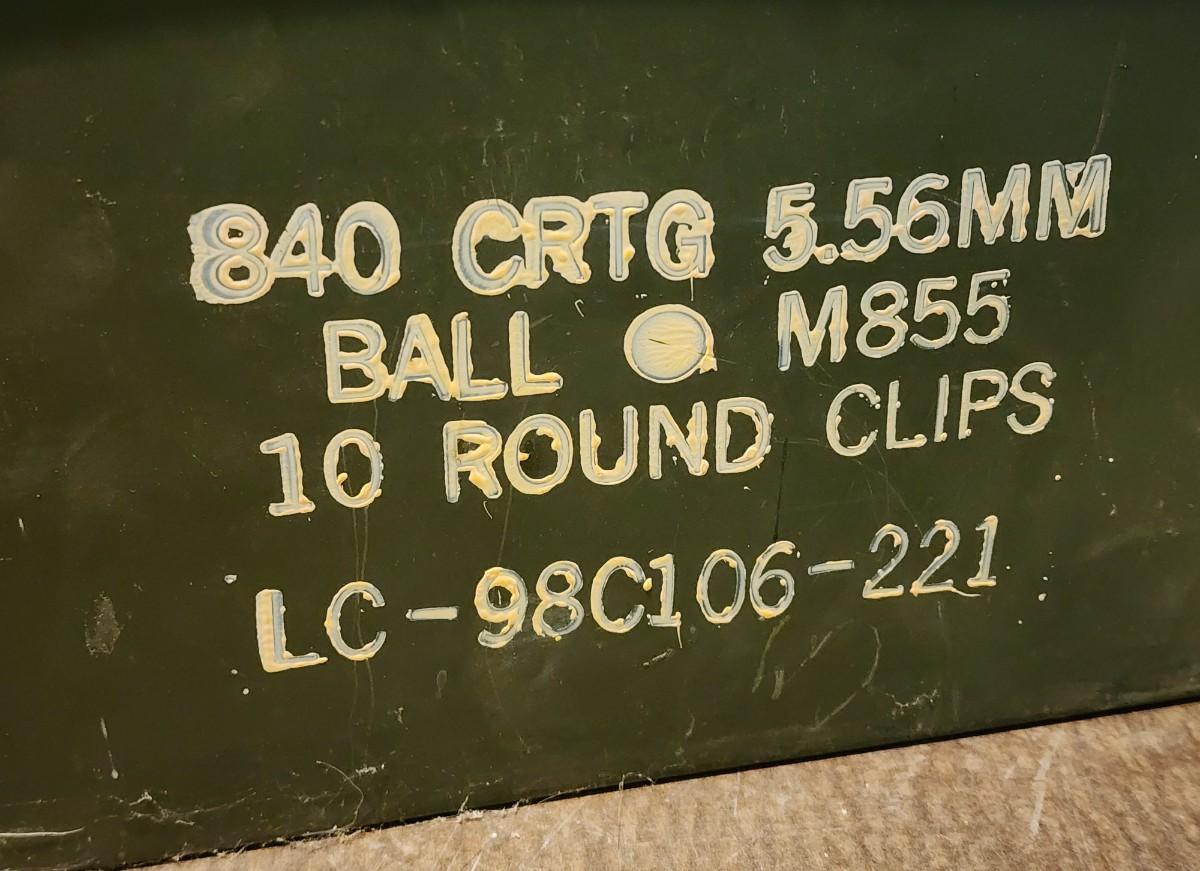 840 CRTG 5.56MM
BALL M855
10 ROUND CLIPS
LC-98C106-221